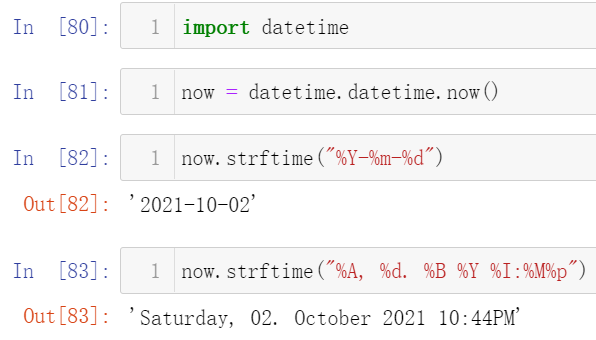 In [80]: 1 import datetime
In [81]: 1 now = datetime.datetime.now()
In [82]: 1 now.strftime("%Y-%m-%d")
Out[82]: '2021-10-02'
In [83]: 1 now.strftime("%A, %d. %B %Y %I:%M%p")
Out[83]: 'Saturday, 02. October 2021 10:44PM'